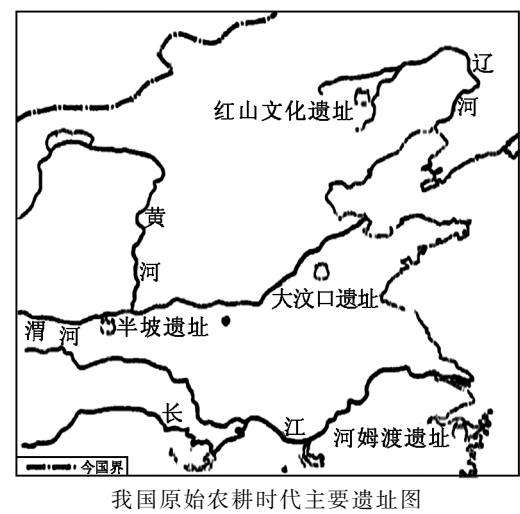 辽
河
红山文化遗址
黄
河
大汶口遗址
渭河
半坡遗址
长
江
河姆渡遗址
今国界
我国原始农耕时代主要遗址图